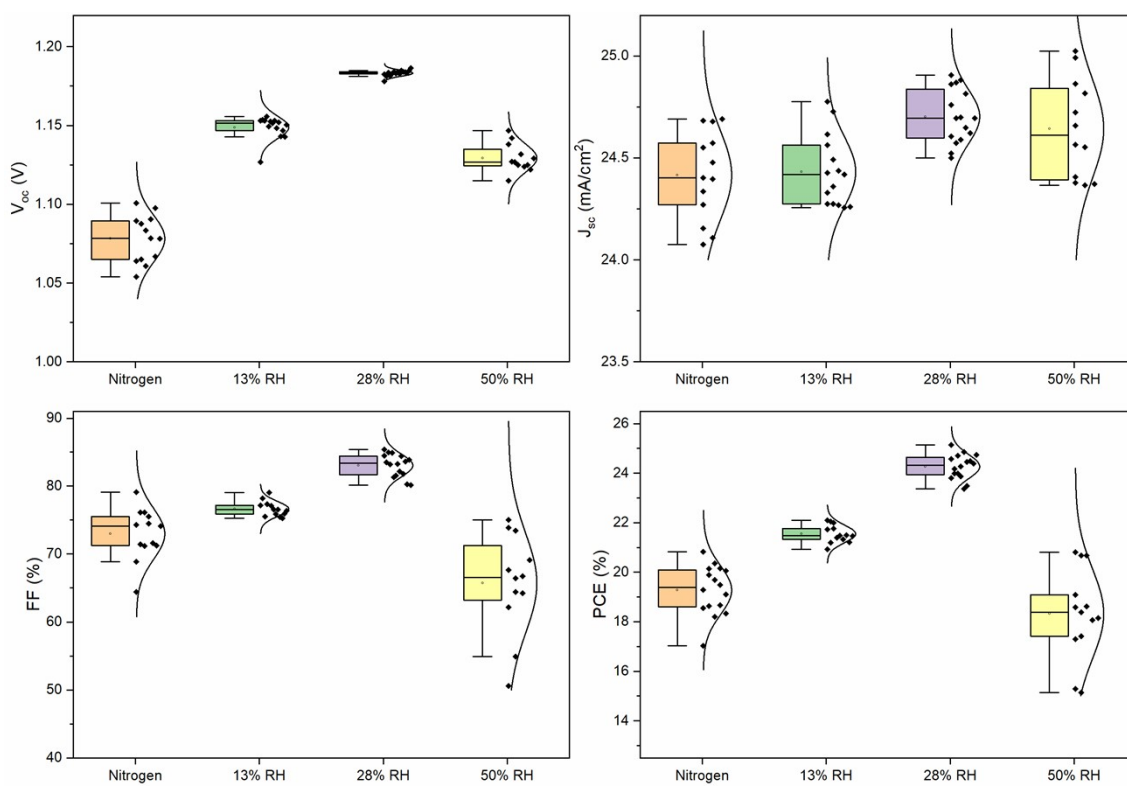 V_oc (V)
1.20
1.15
1.10
1.05
1.00
Nitrogen 13% RH 28% RH 50% RH
J_sc (mA/cm²)
25.0
24.5
24.0
23.5
Nitrogen 13% RH 28% RH 50% RH
FF (%)
90
80
70
60
50
40
Nitrogen 13% RH 28% RH 50% RH
PCE (%)
26
24
22
20
18
16
14
Nitrogen 13% RH 28% RH 50% RH